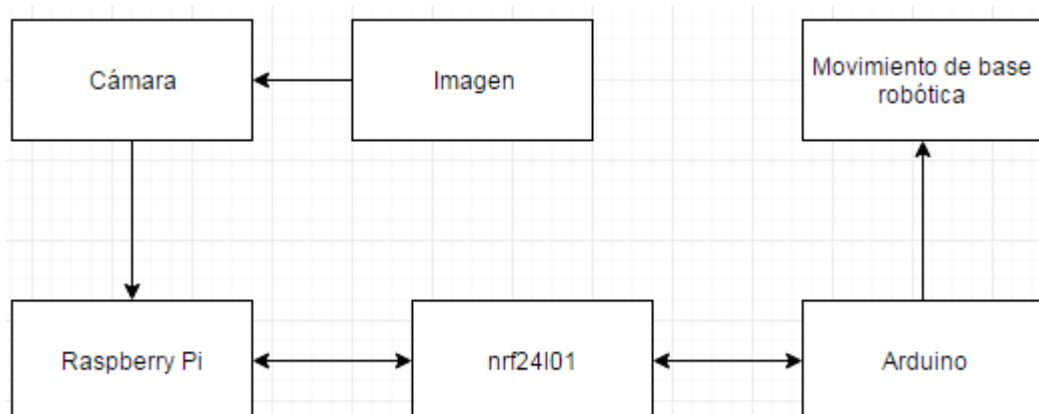 Cámara
Imagen
Movimiento de base
robótica
Raspberry Pi
nrf24l01
Arduino